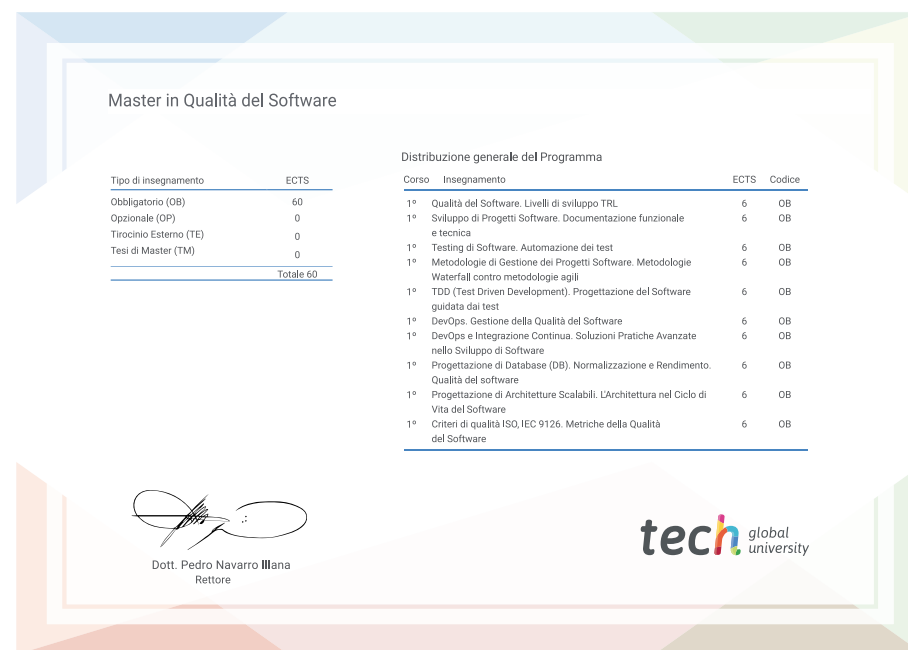 Master in Qualità del Software
Tipo di insegnamento ECTS
Obbligatorio (OB) 60
Opzionale (OP) 0
Tirocinio Esterno (TE) 0
Tesi di Master (TM) 0
Totale 60
Distribuzione generale del Programma
Corso Insegnamento ECTS Codice
1º Qualità del Software. Livelli di sviluppo TRL 6 OB
1º Sviluppo di Progetti Software. Documentazione funzionale 6 OB
e tecnica
1º Testing di Software. Automazione dei test 6 OB
1º Metodologie di Gestione dei Progetti Software. Metodologie 6 OB
Waterfall contro metodologie agili
1º TDD (Test Driven Development). Progettazione del Software 6 OB
guidata dai test
1º DevOps. Gestione della Qualità del Software 6 OB
1º DevOps e Integrazione Continua. Soluzioni Pratiche Avanzate 6 OB
nello Sviluppo di Software
1º Progettazione di Database (DB). Normalizzazione e Rendimento. 6 OB
Qualità del software
1º Progettazione di Architetture Scalabili. L'Architettura nel Ciclo di 6 OB
Vita del Software
1º Criteri di qualità ISO, IEC 9126. Metriche della Qualità 6 OB
del Software
Dott. Pedro Navarro Illana
Rettore
tech global
university